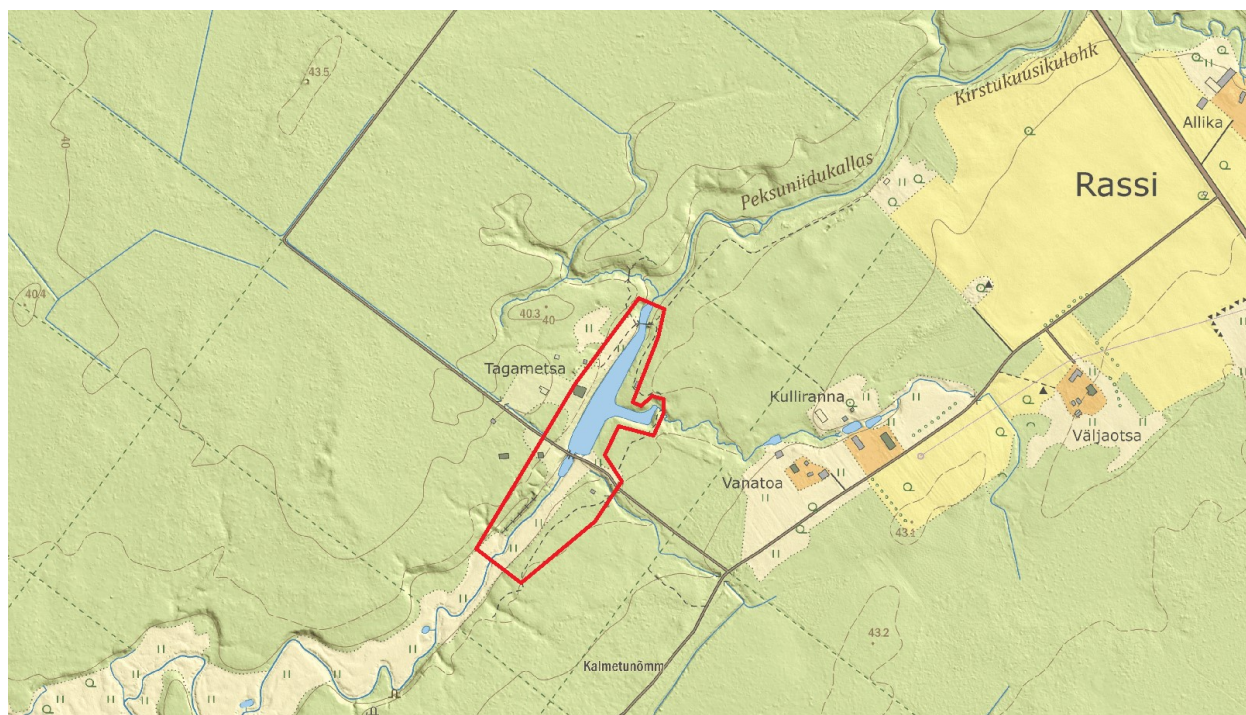 43.5
40
Kirstukuusikulohk
Allika
Peksuniidukallas
Rassi
40.4
40.3
40
Tagametsa
Kulliranna
Väljaotsa
Vanatoa
43.1
43.2
Kalmetunõmm